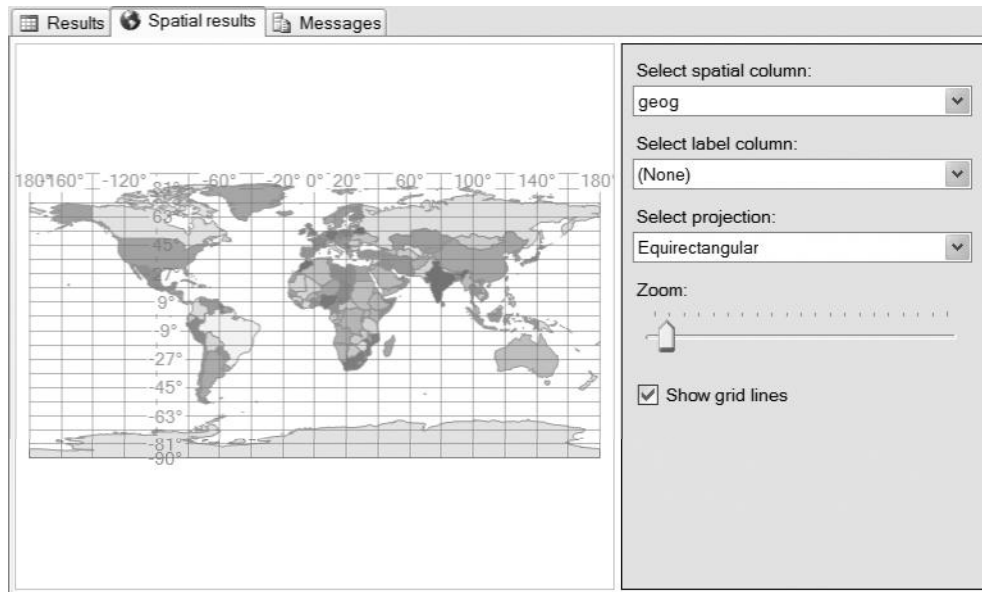 Results
Spatial results
Messages
Select spatial column:
geog
Select label column:
(None)
Select projection:
Equirectangular
Zoom:
Show grid lines
180° 160° -120° -60° -20° 0° 20° 60° 100° 140° 180°
81°
63°
45°
27°
9°
-9°
-27°
-45°
-63°
-81°
-90°